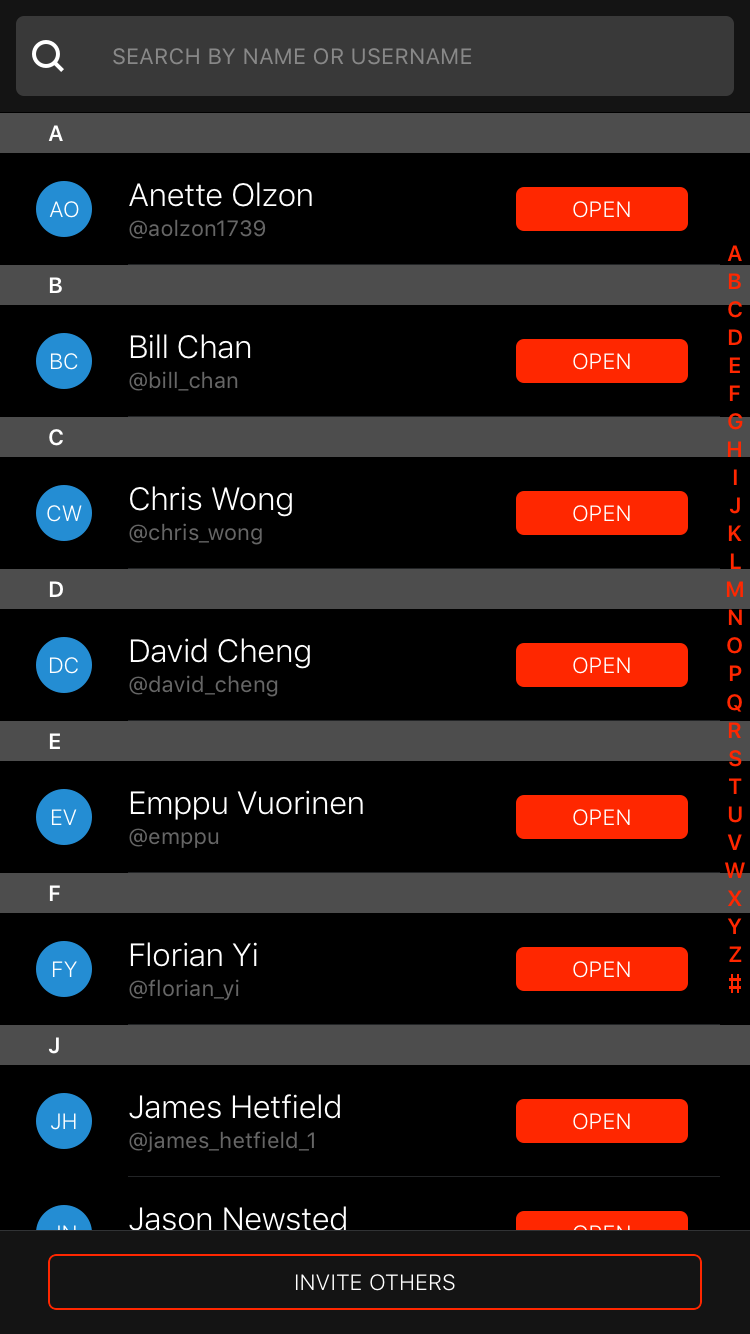 SEARCH BY NAME OR USERNAME
A
AO
Anette Olzon
@aolzon1739
OPEN
B
BC
Bill Chan
@bill_chan
OPEN
C
CW
Chris Wong
@chris_wong
OPEN
D
DC
David Cheng
@david_cheng
OPEN
E
EV
Emppu Vuorinen
@emppu
OPEN
F
FY
Florian Yi
@florian_yi
OPEN
J
JH
James Hetfield
@james_hetfield_1
OPEN
JN
Jason Newsted
OPEN
A
B
C
D
E
F
G
H
I
J
K
L
M
N
O
P
Q
R
S
T
U
V
W
X
Y
Z
#
INVITE OTHERS